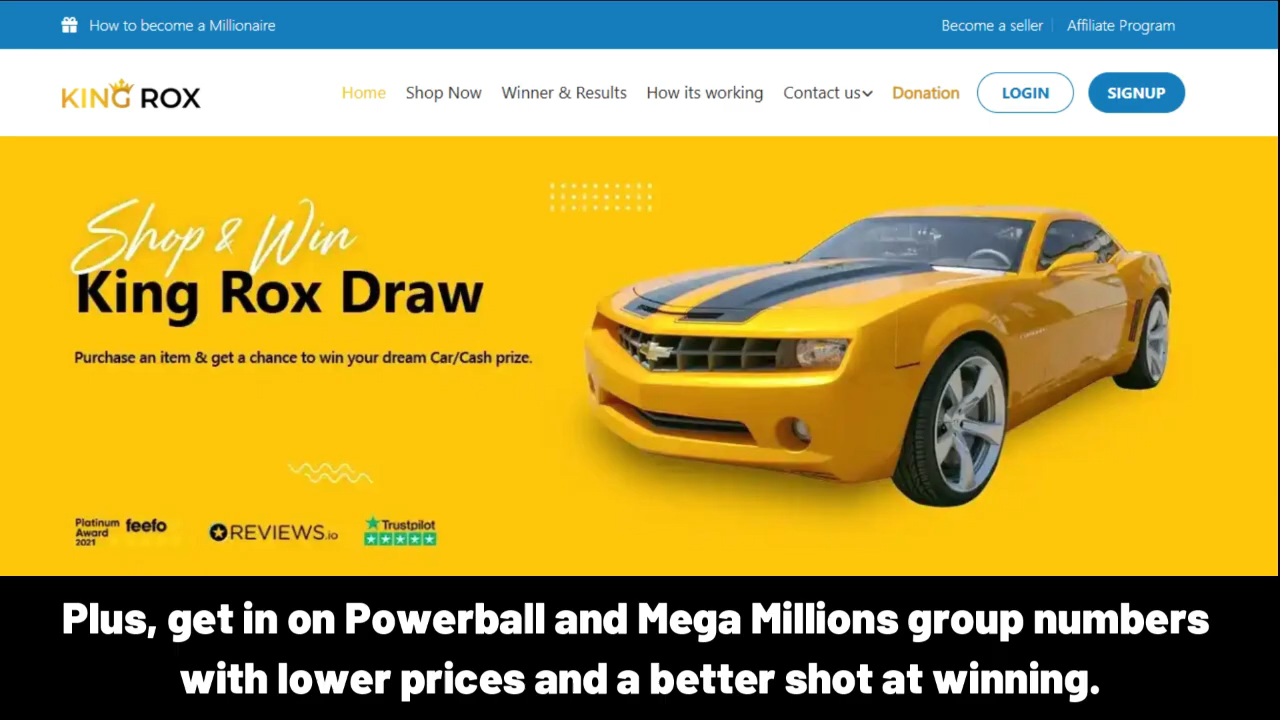 How to become a Millionaire
Become a seller
Affiliate Program
KING ROX
Home
Shop Now
Winner & Results
How its working
Contact us
Donation
LOGIN
SIGNUP
Shop & Win
King Rox Draw
Purchase an item & get a chance to win your dream Car/Cash prize.
Platinum
Award
2021
feefo
REVIEWS.io
Trustpilot
Plus, get in on Powerball and Mega Millions group numbers
with lower prices and a better shot at winning.